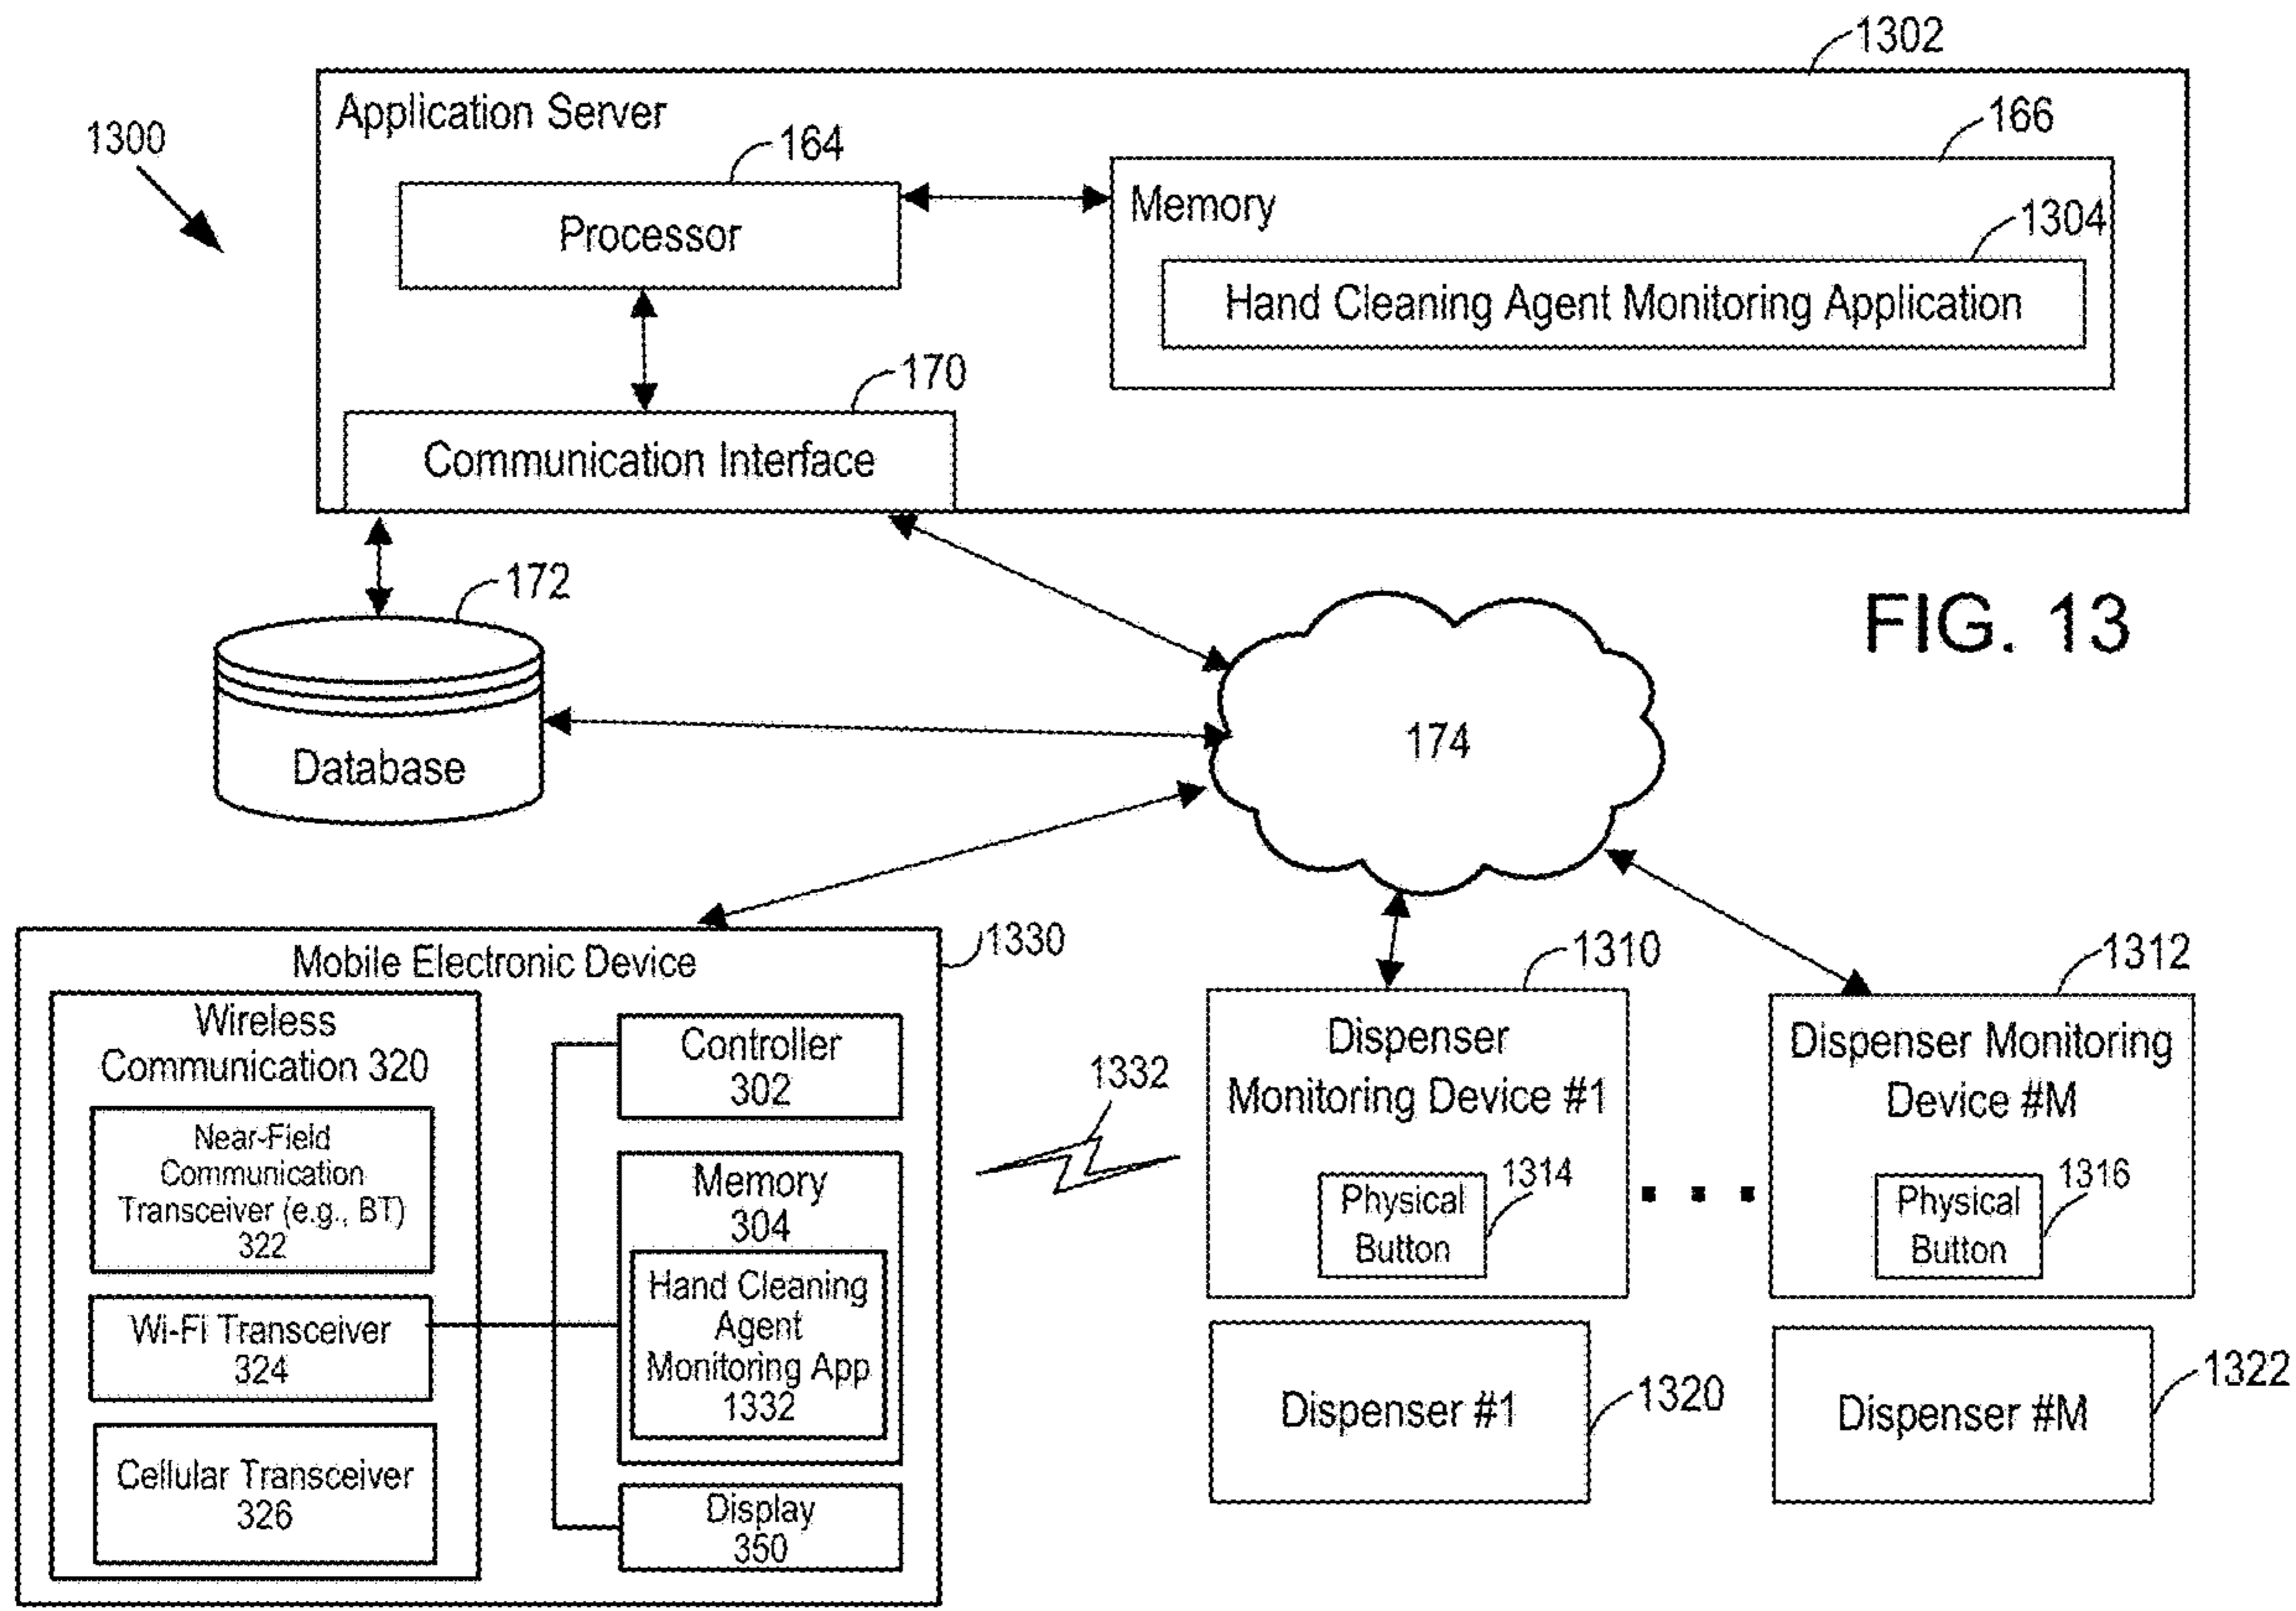 1302
Application Server
1300
164
166
Processor
Memory
1304
Hand Cleaning Agent Monitoring Application
170
Communication Interface
172
FIG. 13
Database
174
Mobile Electronic Device
1330
Wireless
Communication 320
Near-Field
Communication
Transceiver (e.g., BT)
322
Wi-Fi Transceiver
324
Cellular Transceiver
326
Controller
302
Memory
304
Hand Cleaning
Agent
Monitoring App
1332
Display
350
1332
1310
Dispenser
Monitoring Device #1
1314
Physical
Button
1312
Dispenser Monitoring
Device #M
1316
Physical
Button
Dispenser #1
1320
Dispenser #M
1322